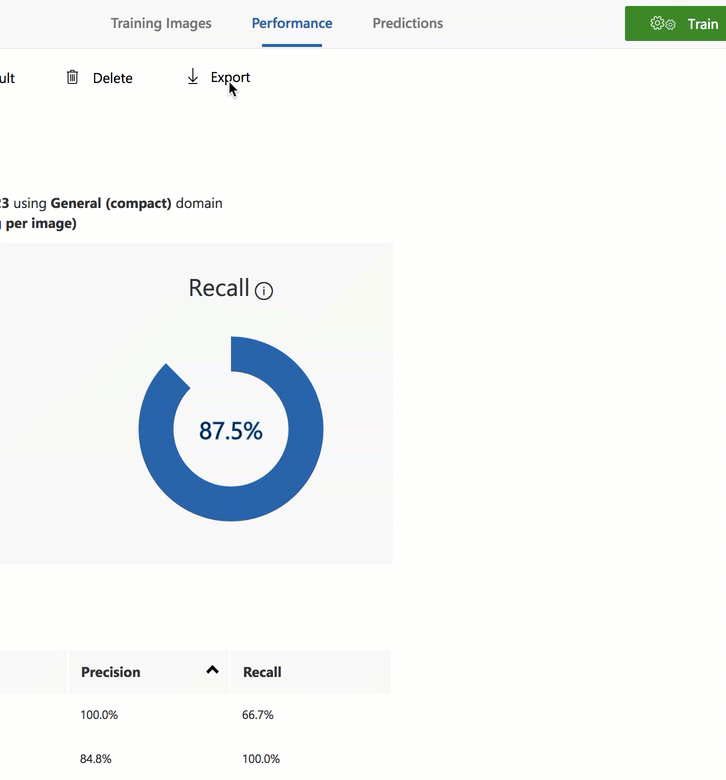 Training Images Performance Predictions Train
ult Delete Export
23 using General (compact) domain
g per image)
Recall
87.5%
Precision Recall
100.0% 66.7%
84.8% 100.0%